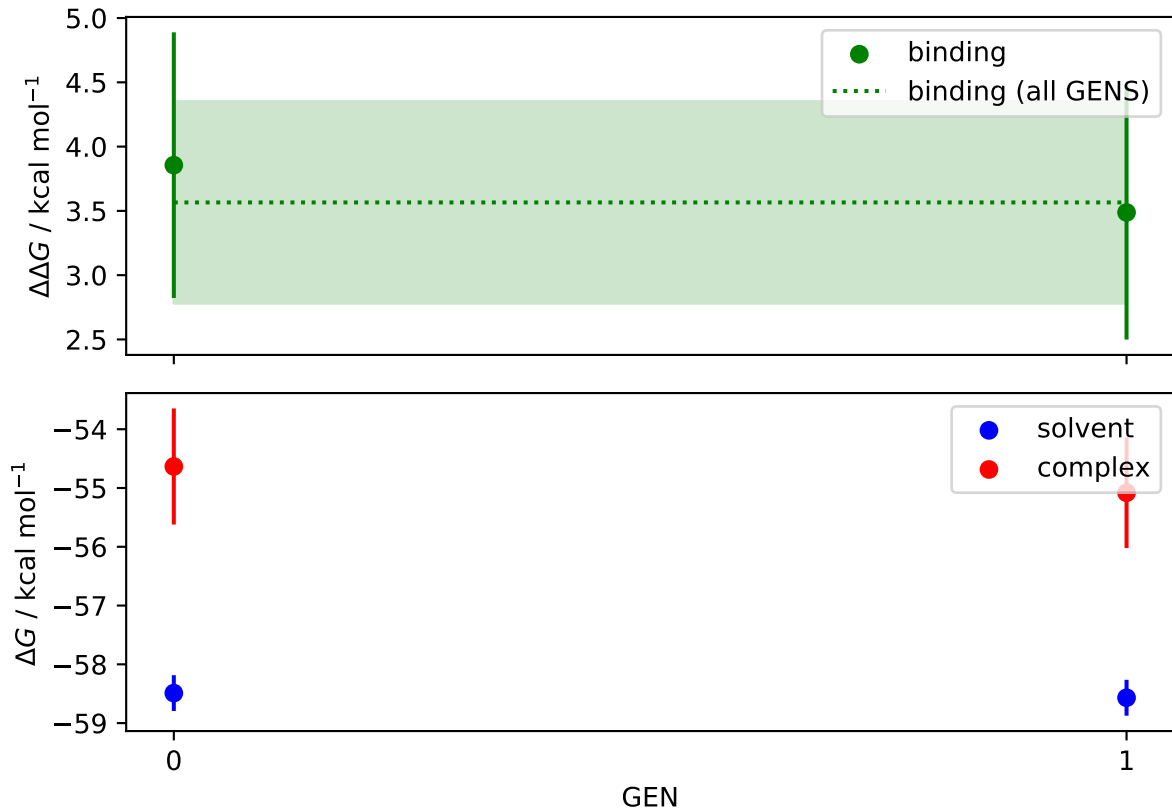 5.0
4.5
4.0
3.5
3.0
2.5
ΔΔG / kcal mol⁻¹
binding
binding (all GENS)
−54
−55
−56
−57
−58
−59
ΔG / kcal mol⁻¹
solvent
complex
0
1
GEN